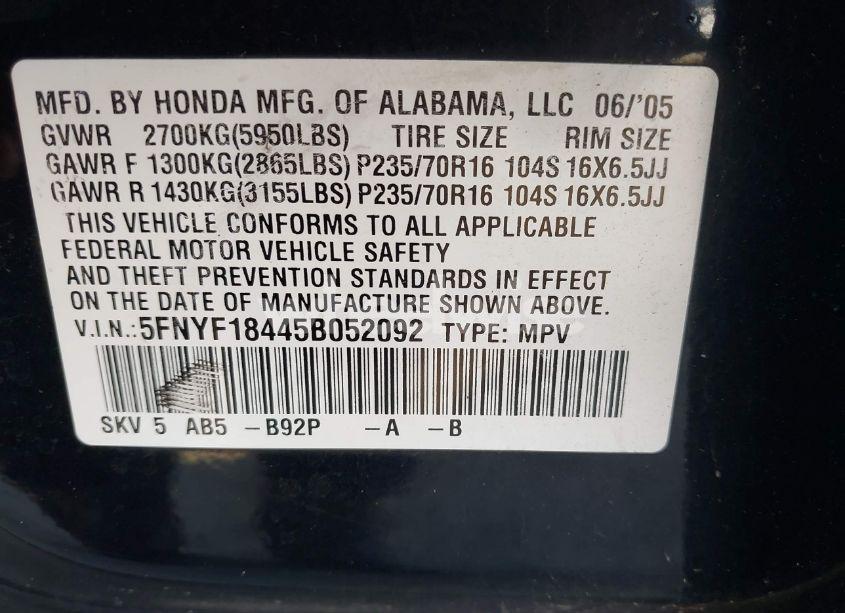 MFD. BY HONDA MFG. OF ALABAMA, LLC 06/'05
GVWR 2700KG(5950LBS) TIRE SIZE RIM SIZE
GAWR F 1300KG(2865LBS) P235/70R16 104S 16X6.5JJ
GAWR R 1430KG(3155LBS) P235/70R16 104S 16X6.5JJ
THIS VEHICLE CONFORMS TO ALL APPLICABLE
FEDERAL MOTOR VEHICLE SAFETY
AND THEFT PREVENTION STANDARDS IN EFFECT
ON THE DATE OF MANUFACTURE SHOWN ABOVE.
V.I.N.:5FNYF18445B052092 TYPE: MPV
SKV 5 AB5 -B92P -A -B